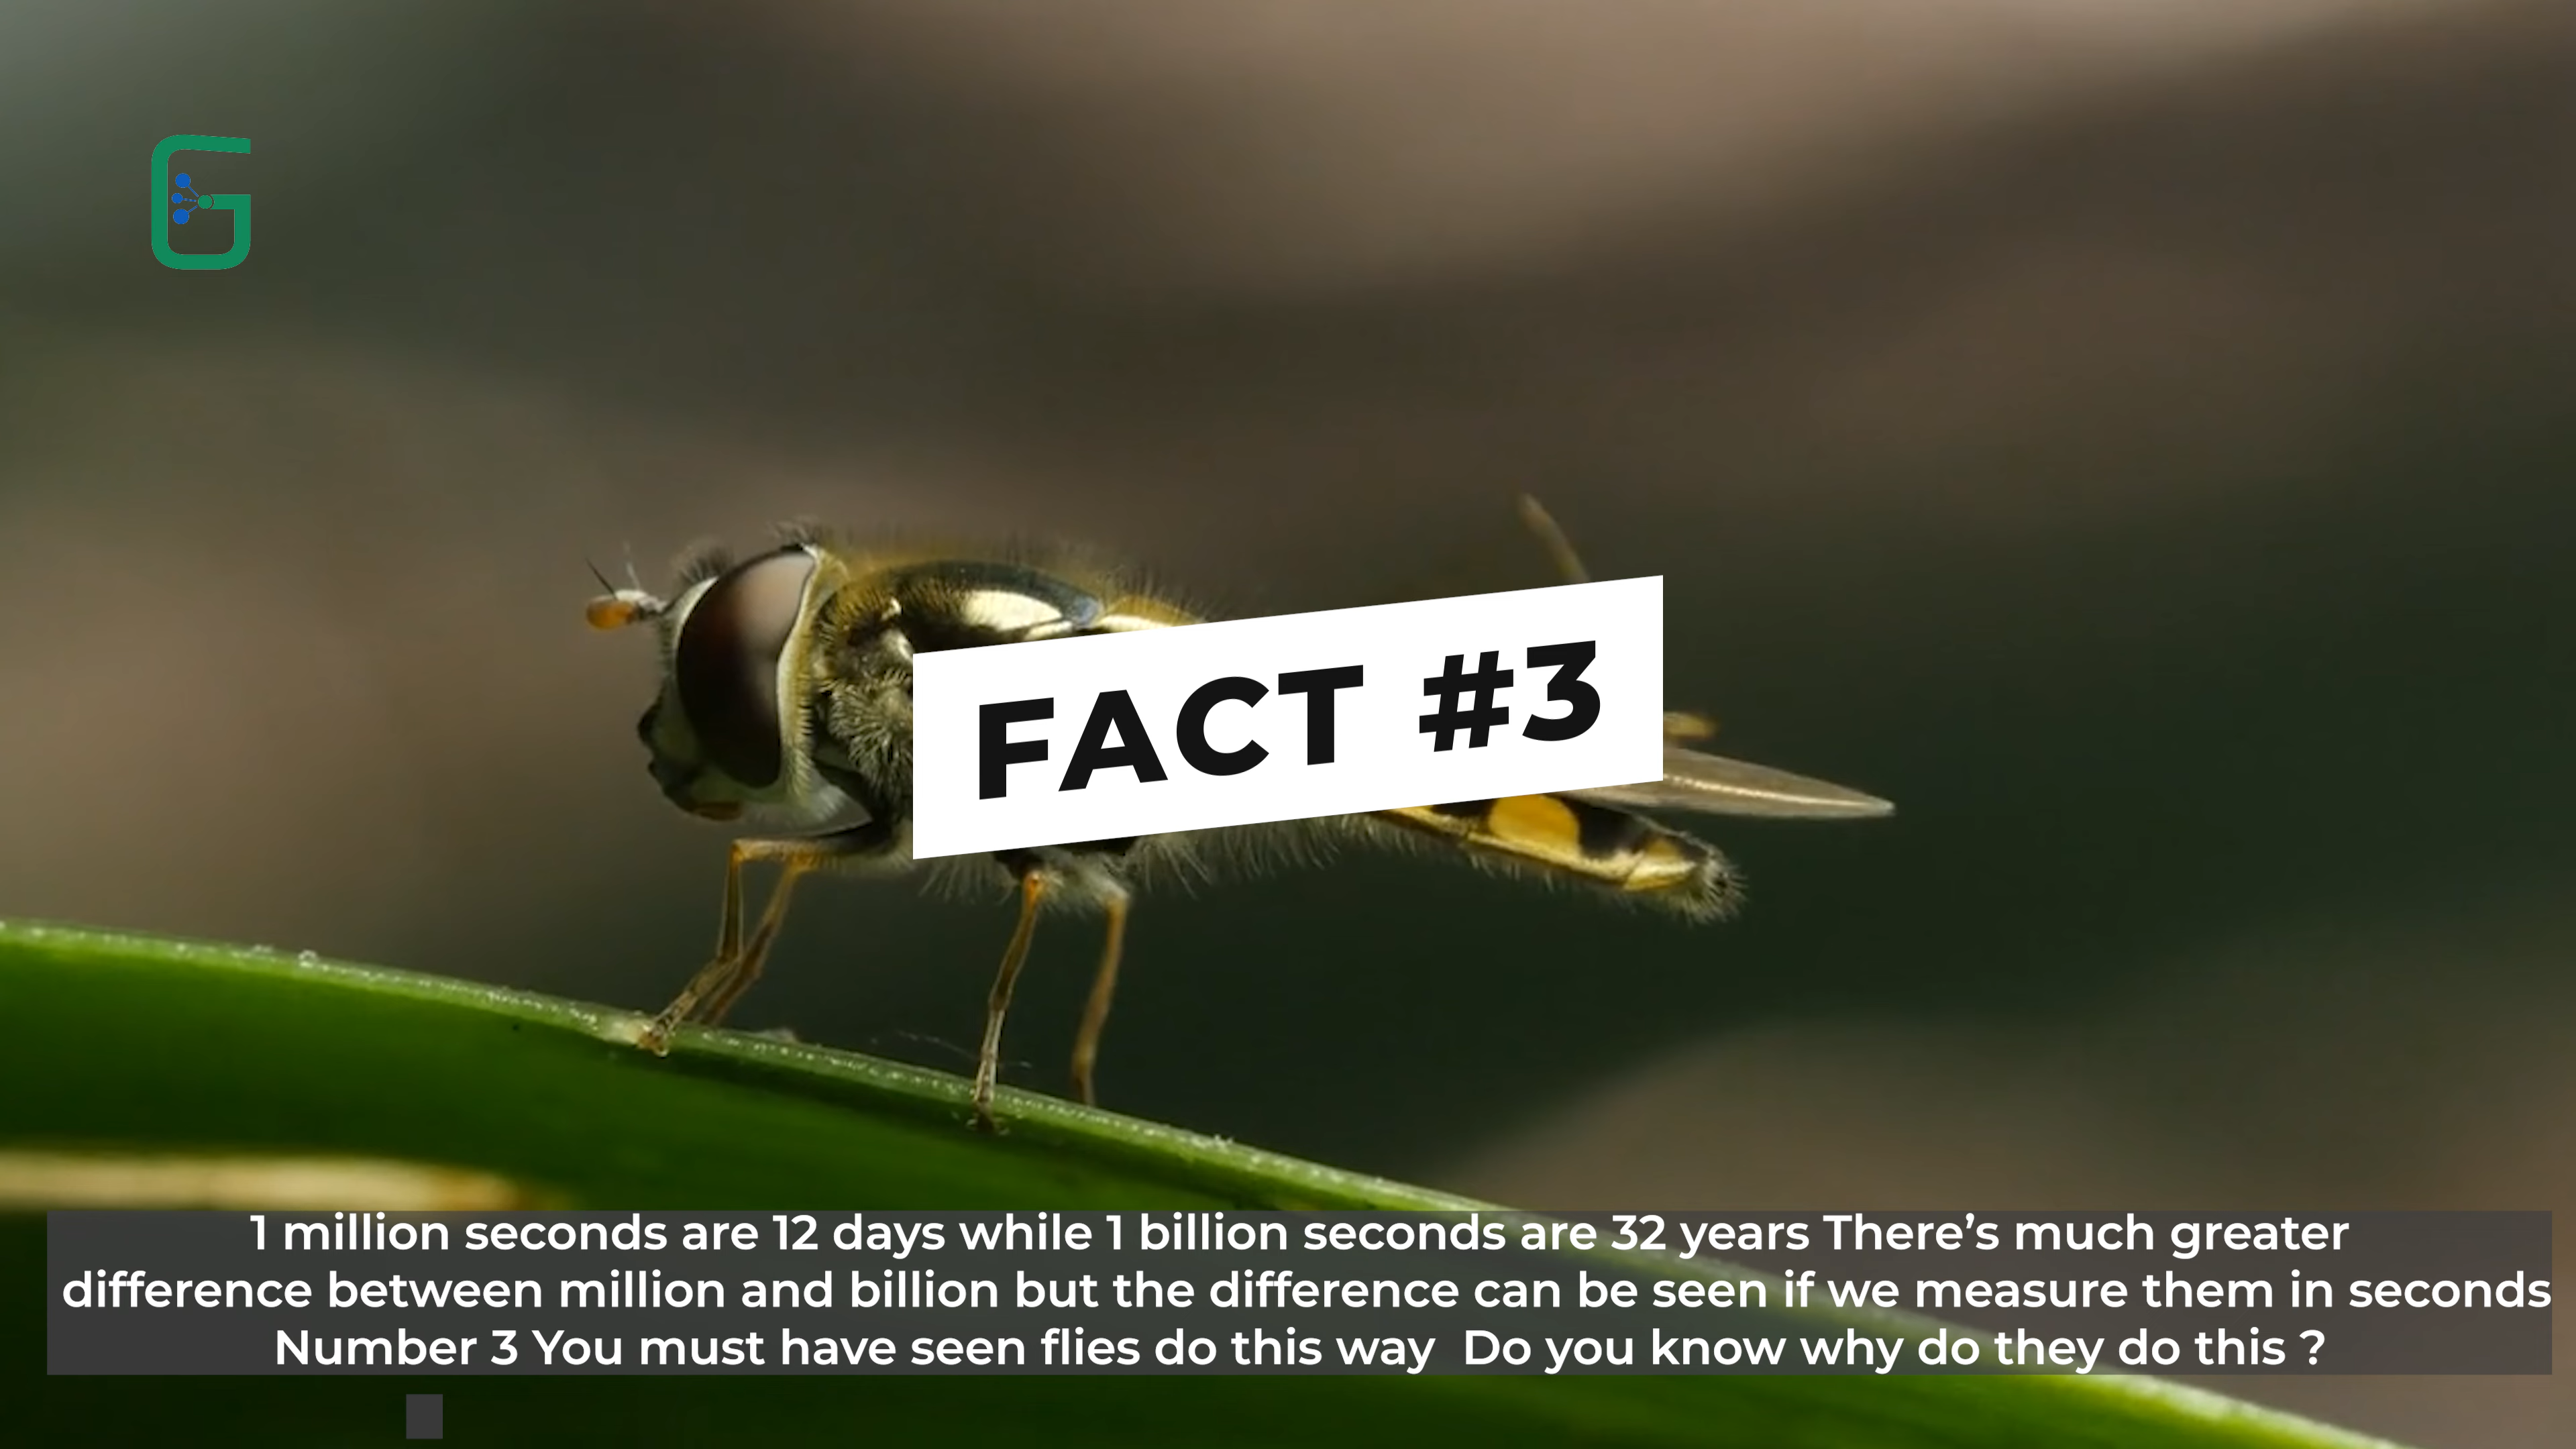 G
FACT #3
1 million seconds are 12 days while 1 billion seconds are 32 years There’s much greater
difference between million and billion but the difference can be seen if we measure them in seconds
Number 3 You must have seen flies do this way  Do you know why do they do this ?